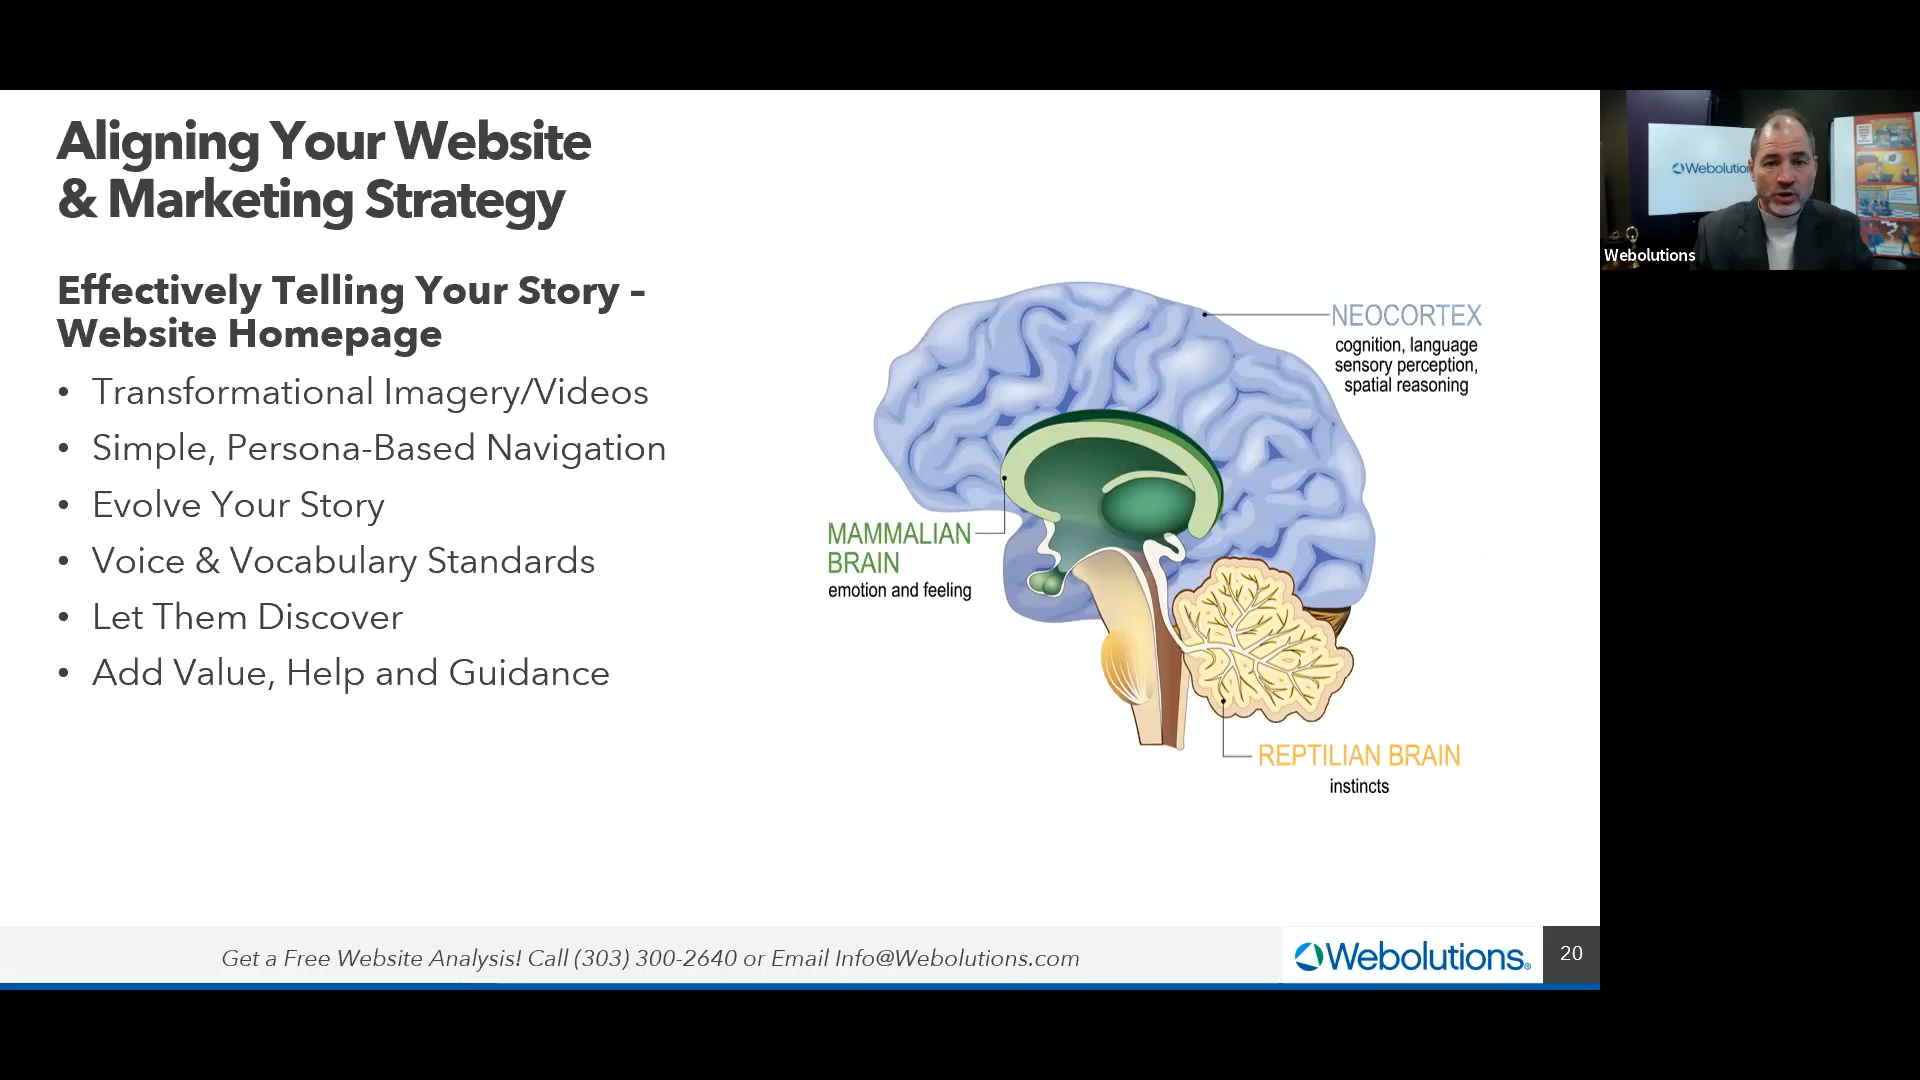 Aligning Your Website
& Marketing Strategy
Effectively Telling Your Story –
Website Homepage
• Transformational Imagery/Videos
• Simple, Persona-Based Navigation
• Evolve Your Story
• Voice & Vocabulary Standards
• Let Them Discover
• Add Value, Help and Guidance
NEOCORTEX
cognition, language
sensory perception,
spatial reasoning
MAMMALIAN
BRAIN
emotion and feeling
REPTILIAN BRAIN
instincts
Get a Free Website Analysis! Call (303) 300-2640 or Email Info@Webolutions.com
Webolutions®
20
Webolution
Webolutions